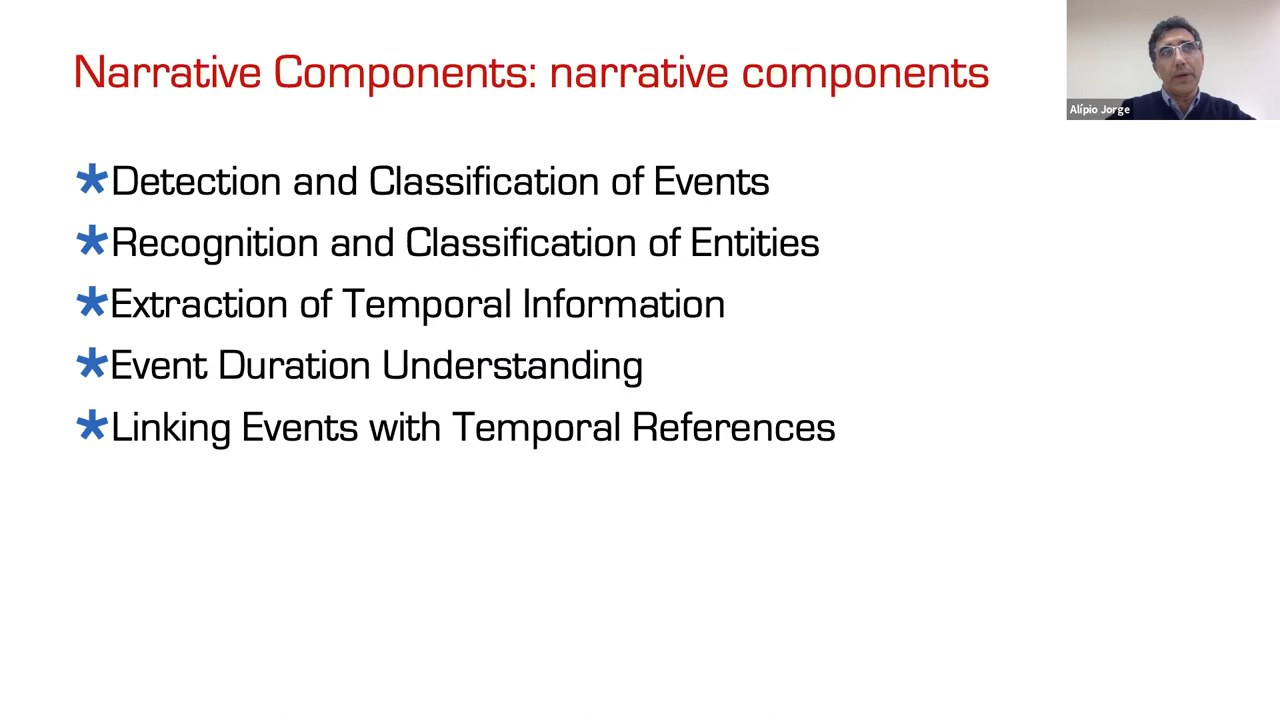 Narrative Components: narrative components
Alípio Jorge
*Detection and Classification of Events
*Recognition and Classification of Entities
*Extraction of Temporal Information
*Event Duration Understanding
*Linking Events with Temporal References